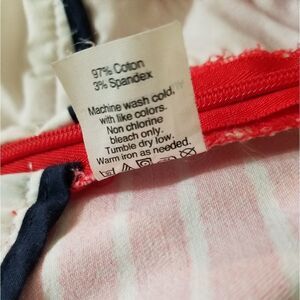 97% Cotton
3% Spandex
Machine wash cold,
with like colors.
Non chlorine
bleach only.
Tumble dry low.
Warm iron as needed.